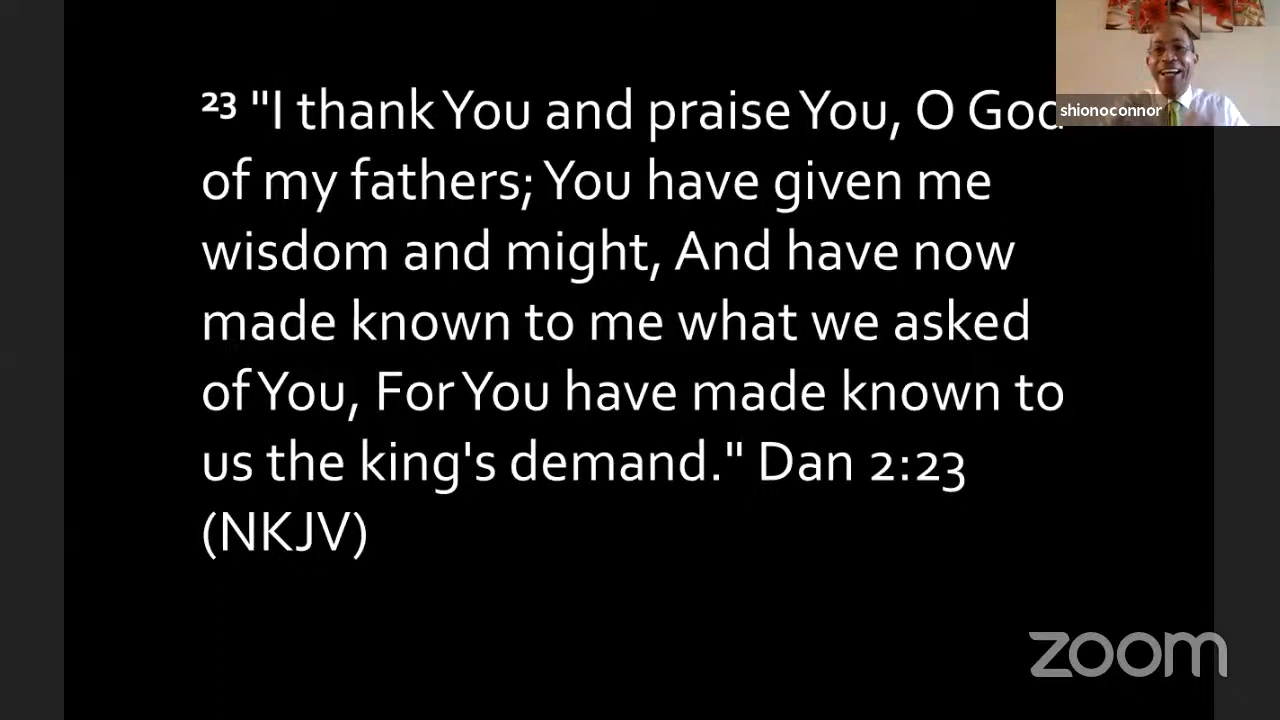 23 "I thank You and praise You, O God
of my fathers; You have given me
wisdom and might, And have now
made known to me what we asked
of You, For You have made known to
us the king's demand." Dan 2:23
(NKJV)
shionoconnor
zoom